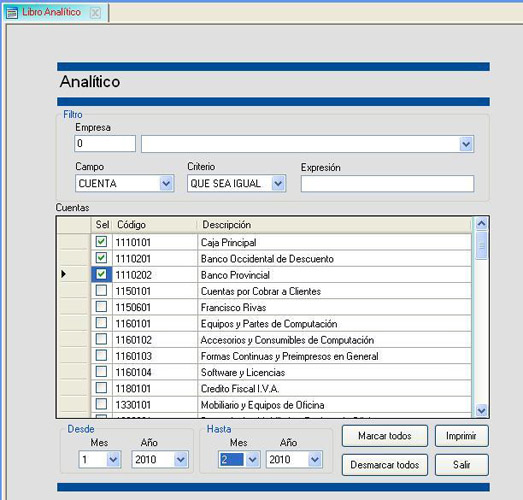 Libro Analítico
Analítico
Filtro
Empresa
0
Campo Criterio Expresión
CUENTA QUE SEA IGUAL
Cuentas
Sel Código Descripción
1110101 Caja Principal
1110201 Banco Occidental de Descuento
1110202 Banco Provincial
1150101 Cuentas por Cobrar a Clientes
1150601 Francisco Rivas
1160101 Equipos y Partes de Computación
1160102 Accesorios y Consumibles de Computación
1160103 Formas Continuas y Preimpresos en General
1160104 Software y Licencias
1180101 Credito Fiscal I.V.A.
1330101 Mobiliario y Equipos de Oficina
Desde Hasta
Mes Año Mes Año Marcar todos Imprimir
1 2010 2 2010 Desmarcar todos Salir